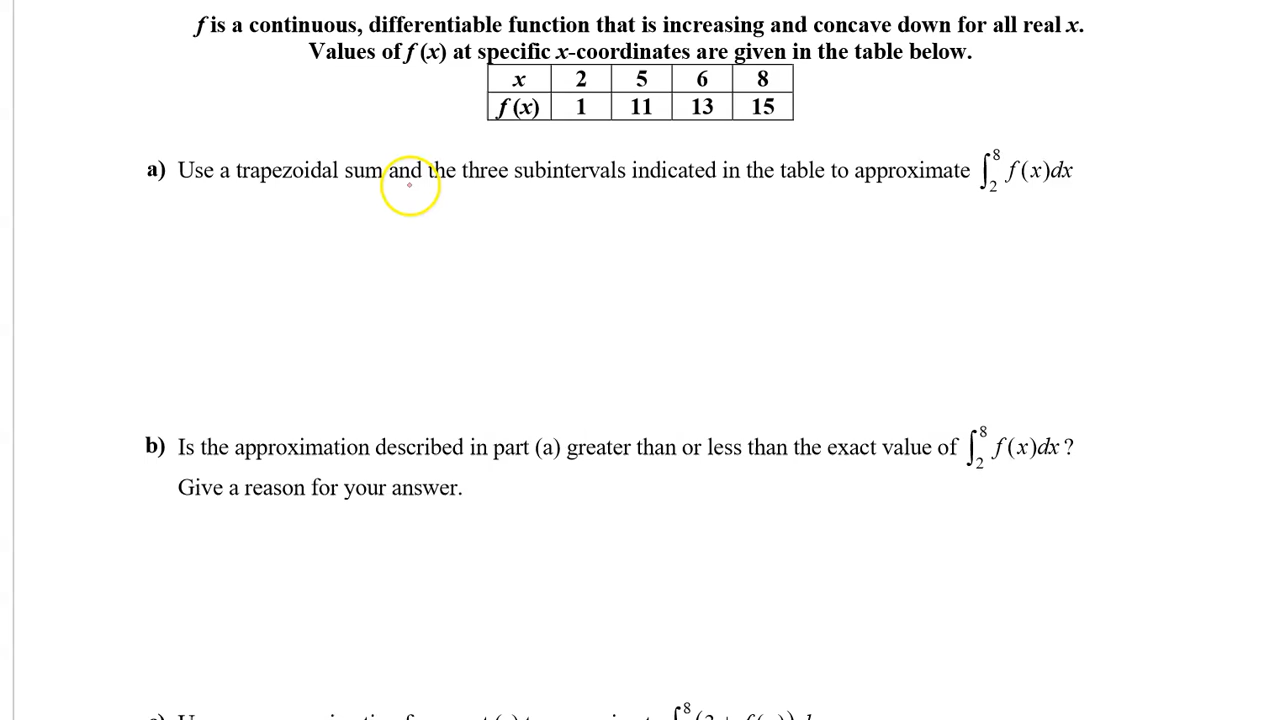 f is a continuous, differentiable function that is increasing and concave down for all real x.
Values of f (x) at specific x-coordinates are given in the table below.
x 2 5 6 8
f (x) 1 11 13 15
a) Use a trapezoidal sum and the three subintervals indicated in the table to approximate ∫₂⁸ f(x)dx
b) Is the approximation described in part (a) greater than or less than the exact value of ∫₂⁸ f(x)dx ?
Give a reason for your answer.